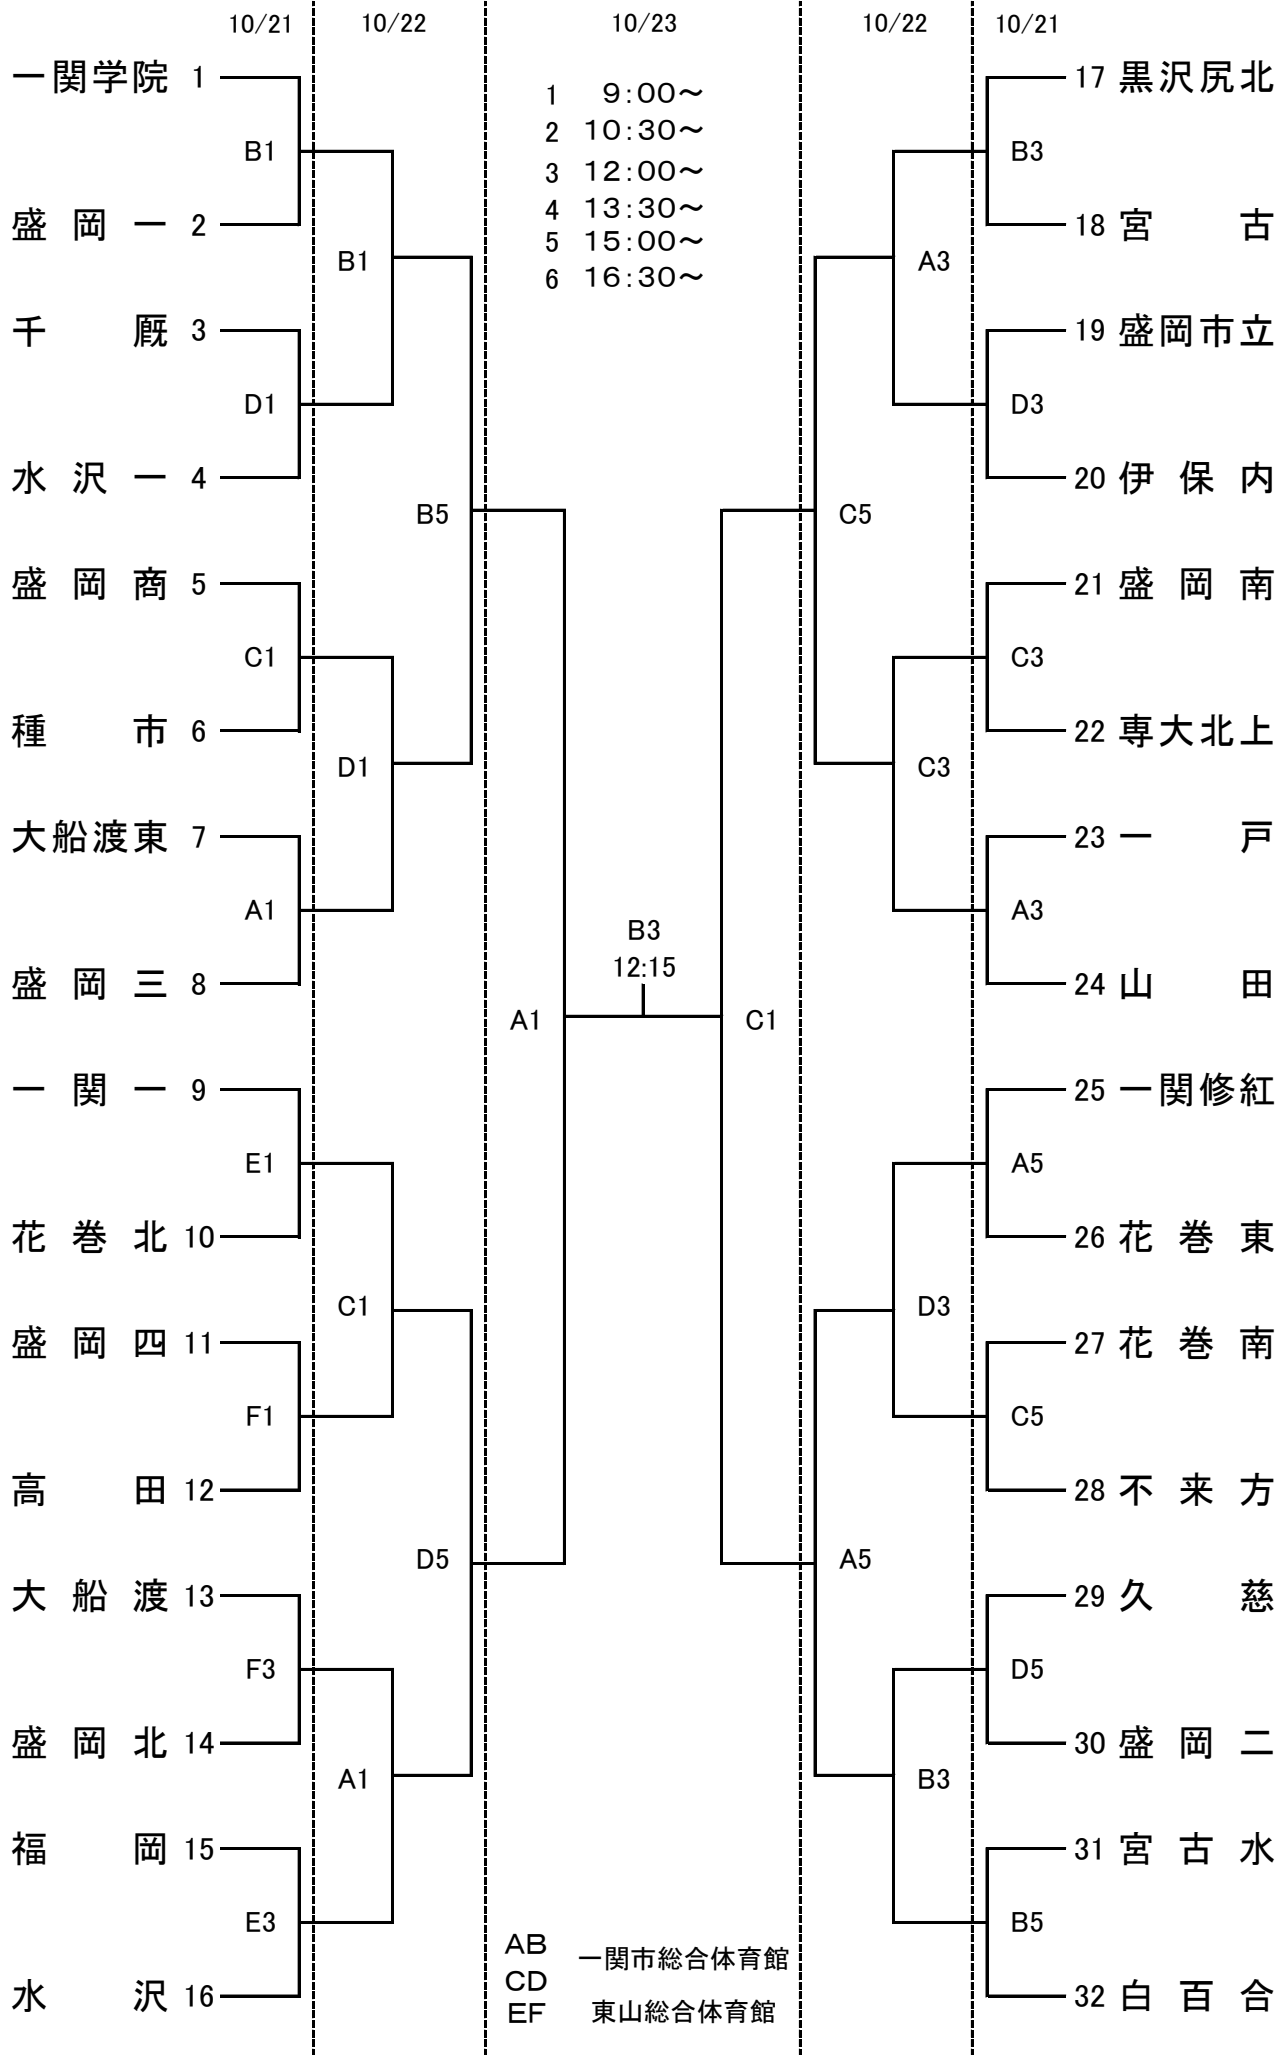 10/21 10/22 10/23 10/22 10/21
一関学院 1
B1
盛岡一 2
B1
千厩 3
D1
水沢一 4
B5
盛岡商 5
C1
種市 6
D1
大船渡東 7
A1
盛岡三 8
A1
一関一 9
E1
花巻北 10
C1
盛岡四 11
F1
高田 12
D5
大船渡 13
F3
盛岡北 14
A1
福岡 15
E3
水沢 16
1 9:00～
2 10:30～
3 12:00～
4 13:30～
5 15:00～
6 16:30～
B3
12:15
AB
CD
一関市総合体育館
EF 東山総合体育館
17 黒沢尻北
B3
18 宮古
A3
19 盛岡市立
D3
20 伊保内
C5
21 盛岡南
C3
22 専大北上
C3
23 一戸
A3
24 山田
C1
25 一関修紅
A5
26 花巻東
D3
27 花巻南
C5
28 不来方
A5
29 久慈
D5
30 盛岡二
B3
31 宮古水
B5
32 白百合